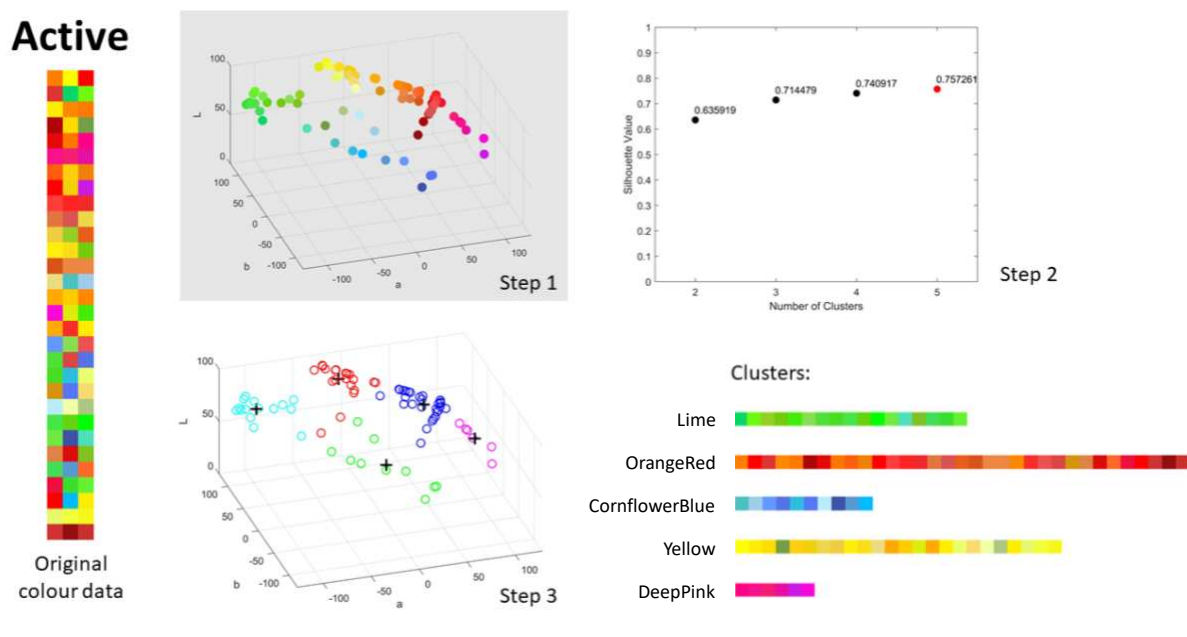 Active
Original
colour data
100
50
0
L
100
50
0
-50
-100
b
-100
-50
0
50
100
a
Step 1
1
0.9
0.8
0.7
0.6
0.5
0.4
0.3
0.2
0.1
0
Silhouette Value
0.635919
0.714479
0.740917
0.757261
2
3
4
5
Number of Clusters
Step 2
100
50
0
L
100
50
0
-50
-100
b
-100
-50
0
50
100
a
Step 3
Clusters:
Lime
OrangeRed
CornflowerBlue
Yellow
DeepPink